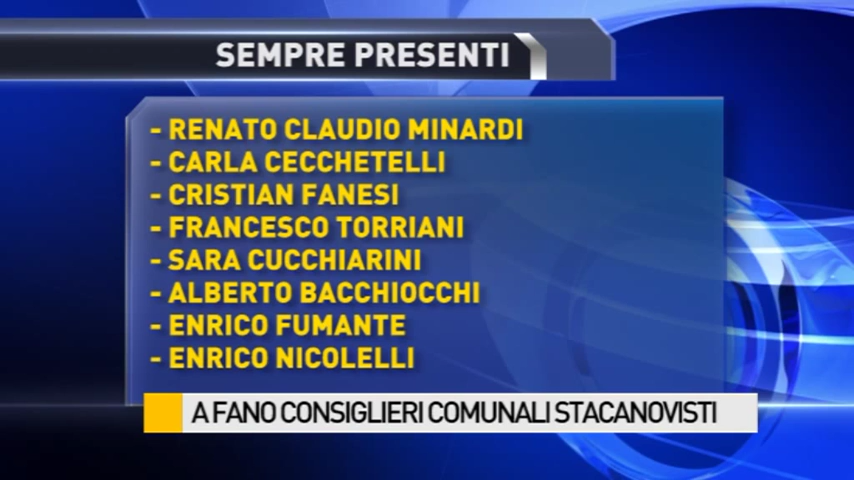 SEMPRE PRESENTI
- RENATO CLAUDIO MINARDI
- CARLA CECCHETELLI
- CRISTIAN FANESI
- FRANCESCO TORRIANI
- SARA CUCCHIARINI
- ALBERTO BACCHIOCCHI
- ENRICO FUMANTE
- ENRICO NICOLELLI
A FANO CONSIGLIERI COMUNALI STACANOVISTI